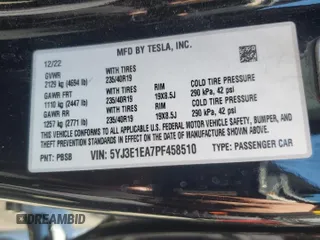 MFD BY TESLA, INC.
12/22
GVWR
2129 kg (4694 lb)
WITH TIRES
235/40R19
RIM
19X8.5J
COLD TIRE PRESSURE
290 kPa, 42 psi
GAWR FRT
1110 kg (2447 lb)
WITH TIRES
235/40R19
RIM
19X8.5J
COLD TIRE PRESSURE
290 kPa, 42 psi
GAWR RR
1257 kg (2771 lb)
THIS VEHICLE CONFORMS TO ALL APPLICABLE FEDERAL MOTOR VEHICLE SAFETY, BUMPER AND THEFT PREVENTION STANDARDS IN EFFECT ON THE DATE OF MANUFACTURE SHOWN ABOVE.
PNT: PBSB
VIN: 5YJ3E1EA7PF458510
TYPE: PASSENGER CAR
DREAMBID